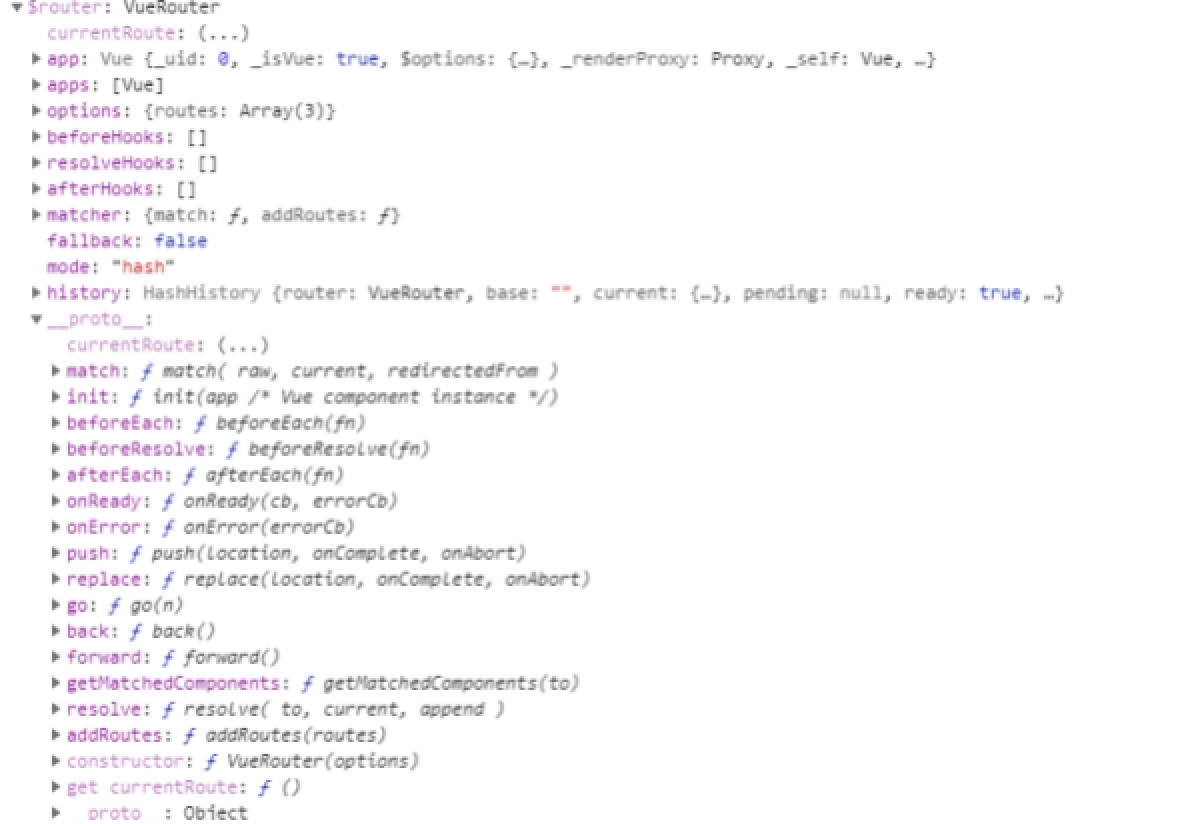 ▼$router: VueRouter
currentRoute: (...)
▶app: Vue {_uid: 0, _isVue: true, $options: {…}, _renderProxy: Proxy, _self: Vue, …}
▶apps: [Vue]
▶options: {routes: Array(3)}
▶beforeHooks: []
▶resolveHooks: []
▶afterHooks: []
▶matcher: {match: ƒ, addRoutes: ƒ}
fallback: false
mode: "hash"
▶history: HashHistory {router: VueRouter, base: "", current: {…}, pending: null, ready: true, …}
▼__proto__:
currentRoute: (...)
▶match: ƒ match( raw, current, redirectedFrom )
▶init: ƒ init(app /* Vue component instance */)
▶beforeEach: ƒ beforeEach(fn)
▶beforeResolve: ƒ beforeResolve(fn)
▶afterEach: ƒ afterEach(fn)
▶onReady: ƒ onReady(cb, errorCb)
▶onError: ƒ onError(errorCb)
▶push: ƒ push(location, onComplete, onAbort)
▶replace: ƒ replace(location, onComplete, onAbort)
▶go: ƒ go(n)
▶back: ƒ back()
▶forward: ƒ forward()
▶getMatchedComponents: ƒ getMatchedComponents(to)
▶resolve: ƒ resolve( to, current, append )
▶addRoutes: ƒ addRoutes(routes)
▶constructor: ƒ VueRouter(options)
▶get currentRoute: ƒ ()
▶__proto__: Object